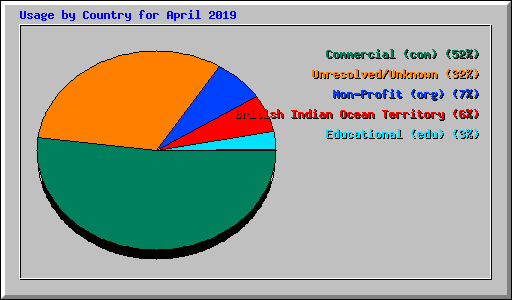 Usage by Country for April 2019
Commercial (com) (52%)
Unresolved/Unknown (32%)
Non-Profit (org) (7%)
British Indian Ocean Territory (6%)
Educational (edu) (3%)